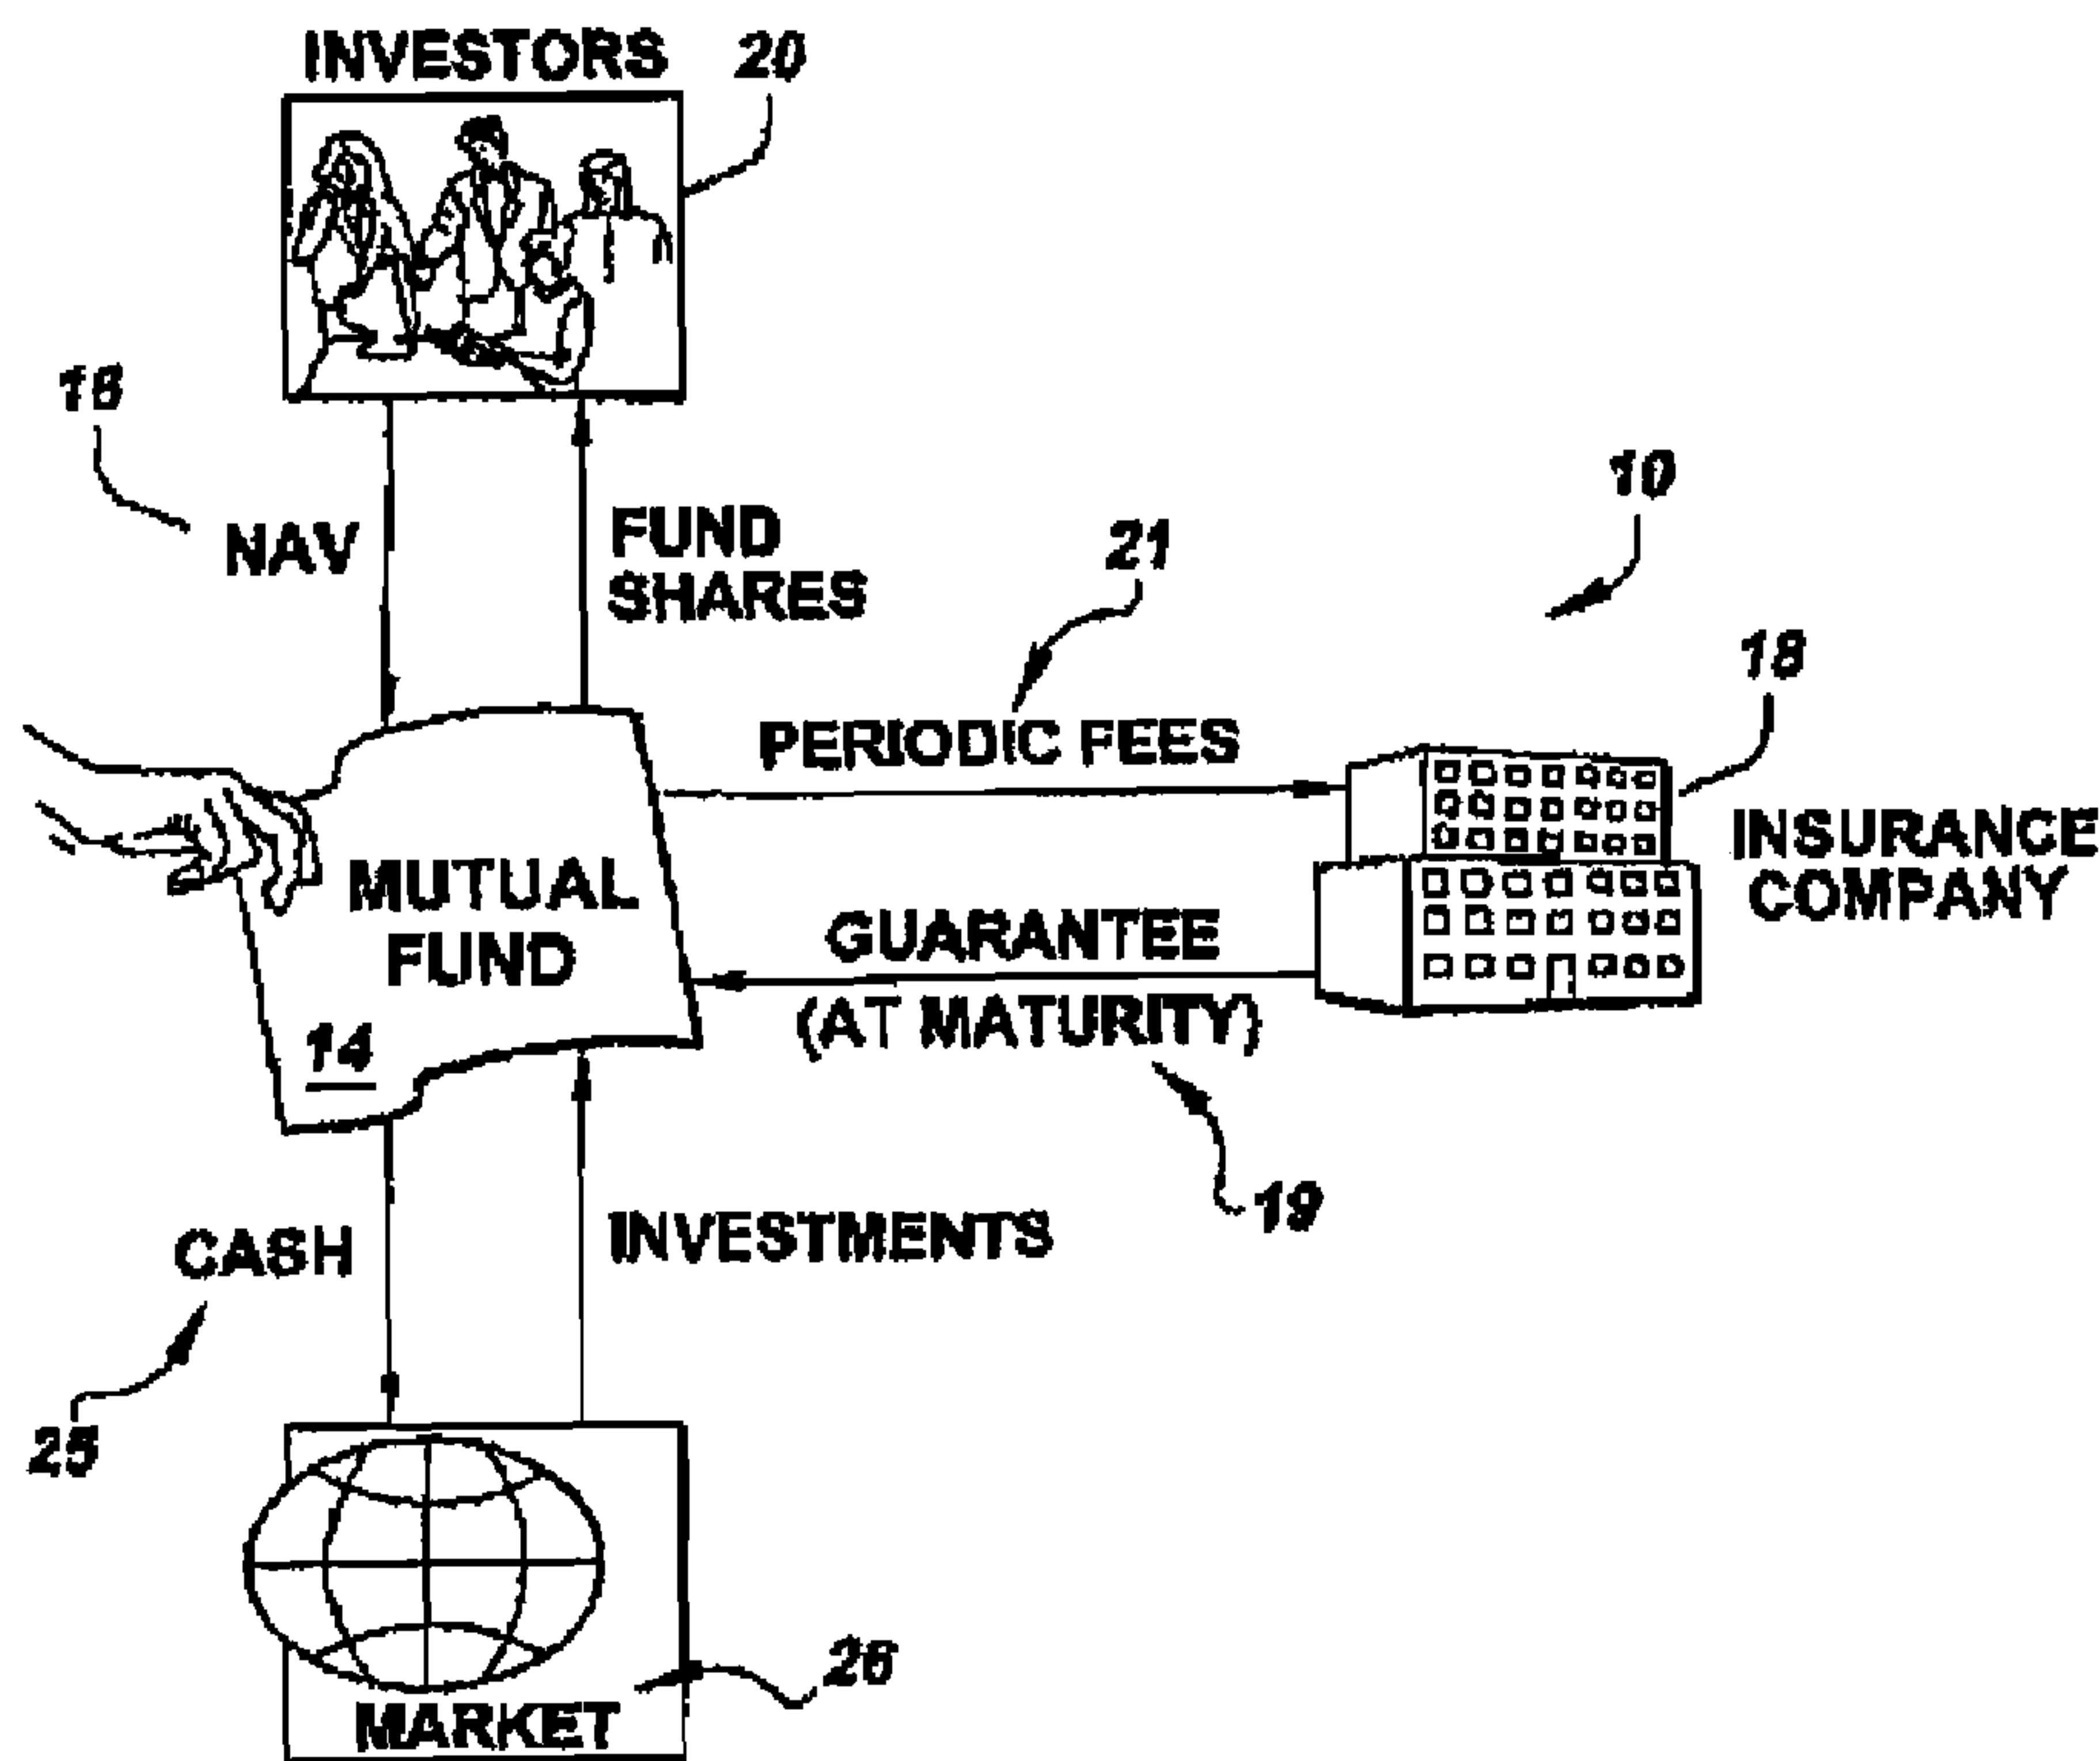 INVESTORS
20
16
NAV
FUND
SHARES
10
21
18
PERIODIC FEES
INSURANCE
COMPANY
MUTUAL
FUND
14
GUARANTEE
(AT MATURITY)
19
CASH
INVESTMENTS
25
26
MARKET